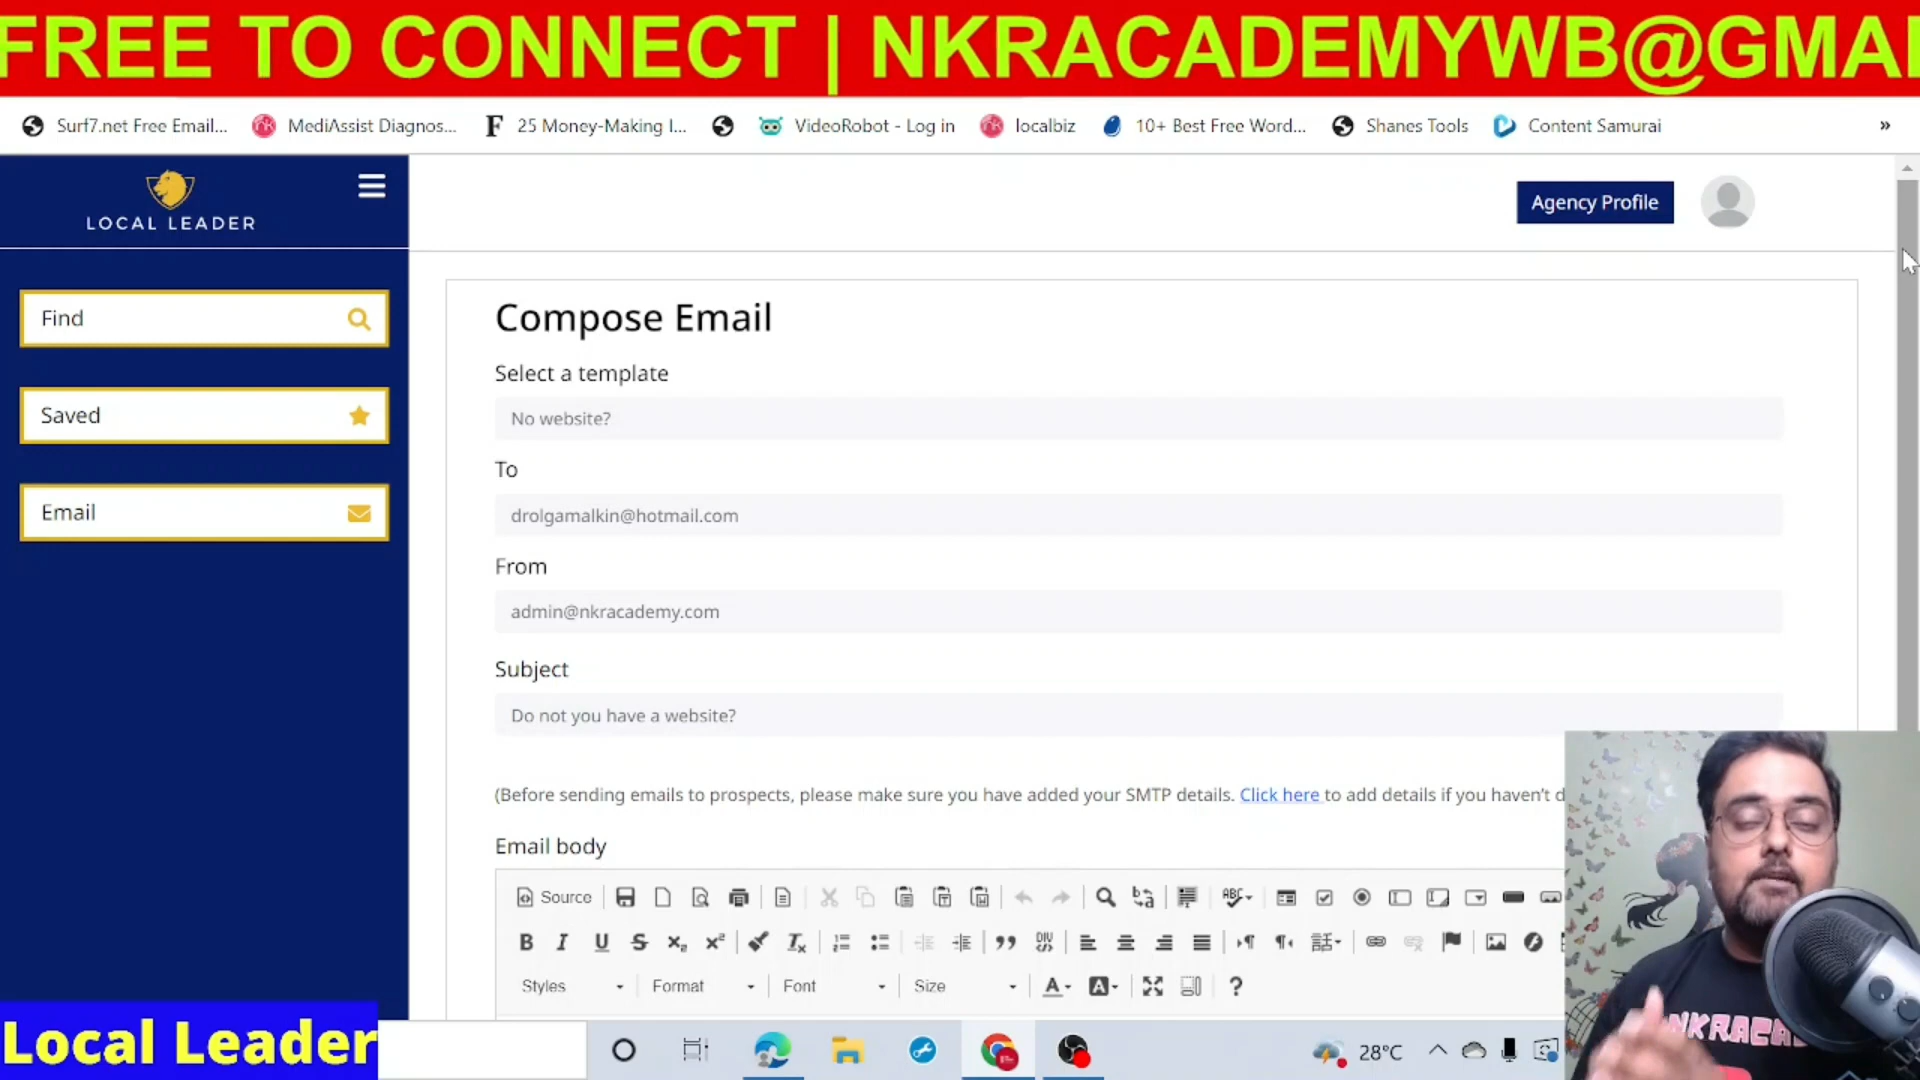 FREE TO CONNECT | NKRACADEMYWB@GMAI
Surf7.net Free Email... MediAssist Diagnos... 25 Money-Making I... VideoRobot - Log in localbiz 10+ Best Free Word... Shanes Tools Content Samurai »
LOCAL LEADER
Agency Profile
Find
Saved
Email
Compose Email
Select a template
No website?
To
drolgamalkin@hotmail.com
From
admin@nkracademy.com
Subject
Do not you have a website?
(Before sending emails to prospects, please make sure you have added your SMTP details. Click here to add details if you haven't d
Email body
Source
Styles Format Font Size
Local Leader
28°C